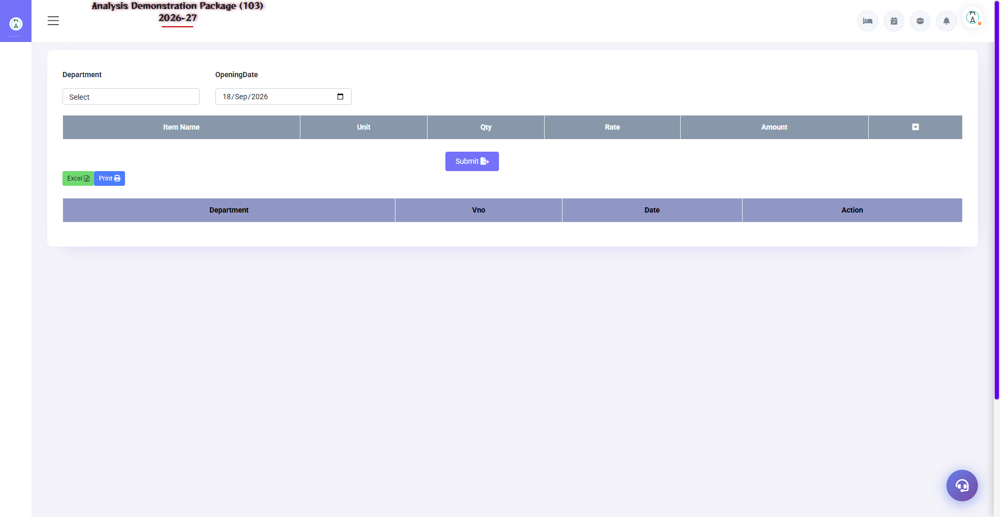 Analysis Demonstration Package (103)
2026-27
Department
OpeningDate
Select
18/Sep/2026
Item Name
Unit
Qty
Rate
Amount
Submit
Excel
Print
Department
Vno
Date
Action